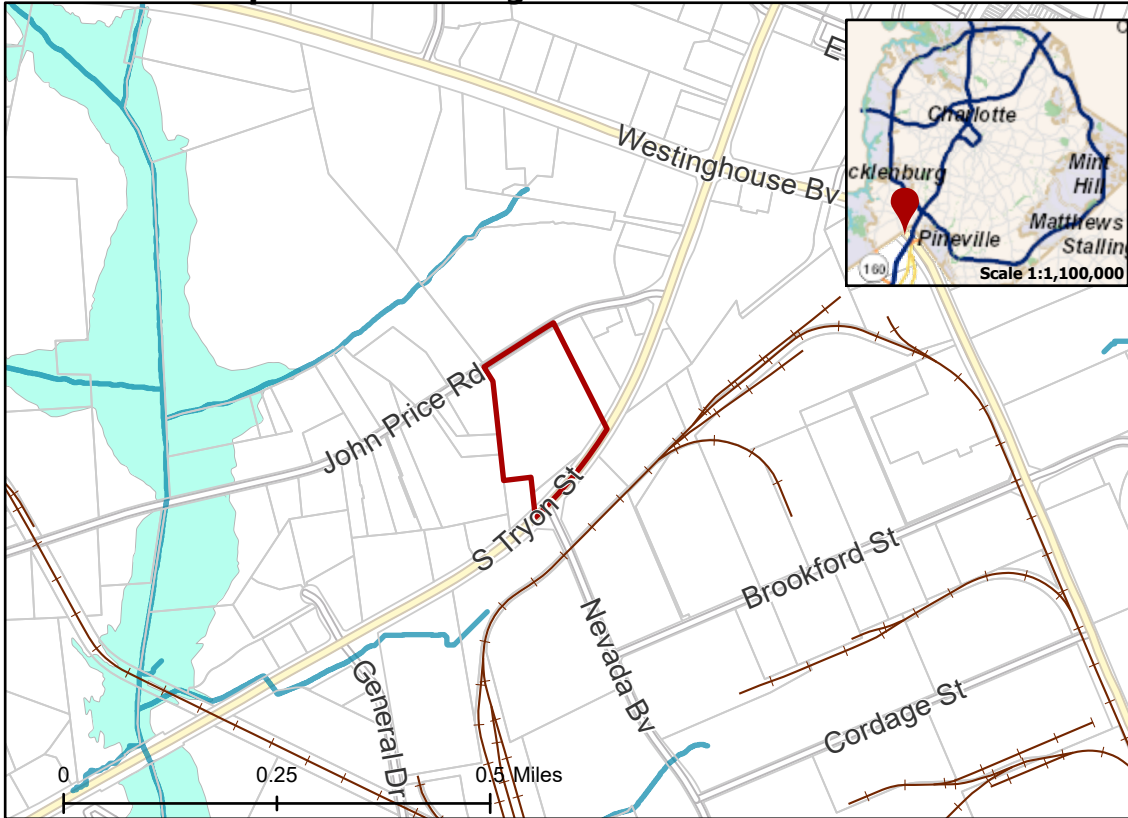 Westinghouse Bv
E
Charlotte
cklenburg
Mint
Hill
Matthews
Stalling
Pineville
160
Scale 1:1,100,000
John Price Rd
S Tryon St
Brookford St
Nevada Bv
General Dr
Cordage St
0
0.25
0.5 Miles